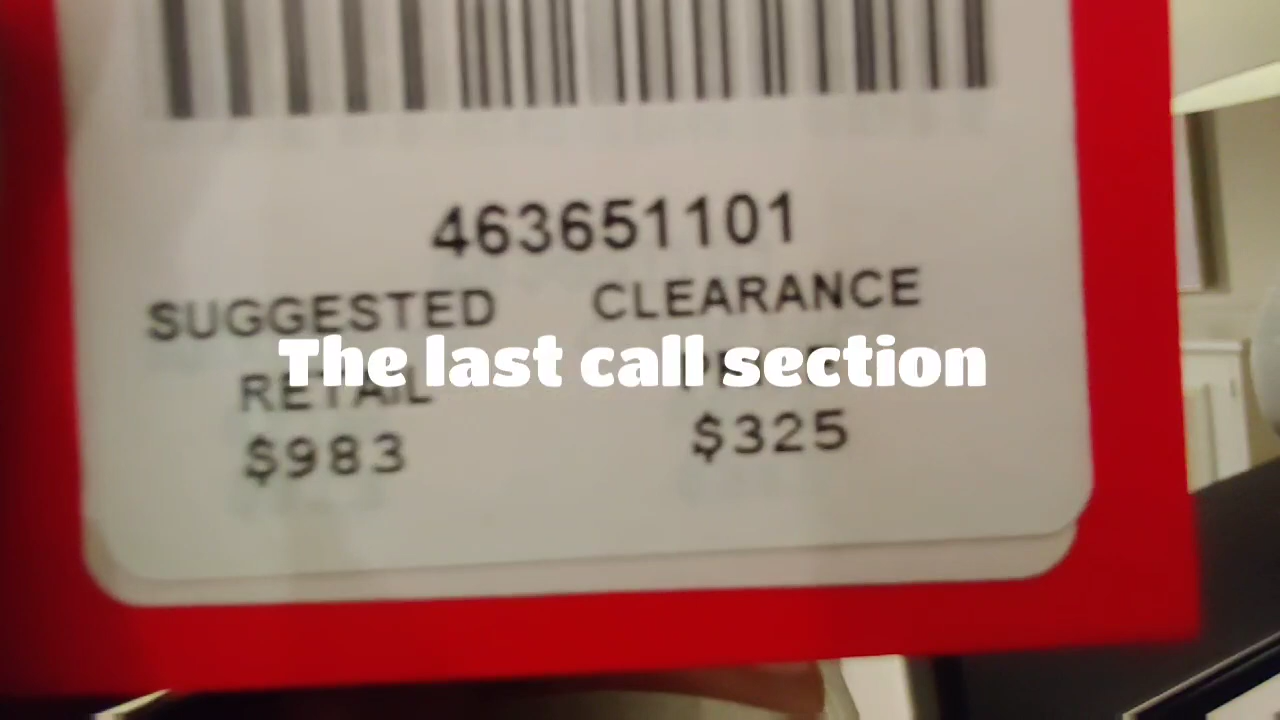 463651101
SUGGESTED CLEARANCE
The last call section
RETAIL
$983 $325